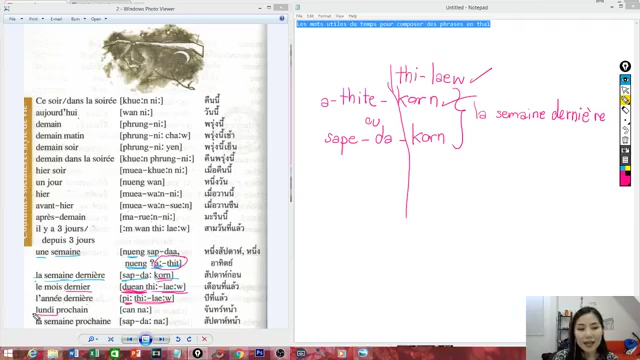 2 - Windows Photo Viewer
Untitled - Notepad
File Print E-mail Burn Open
File Edit Format View Help
Les mots utiles du temps pour composer des phrases en thaï
Ce soir/dans la soirée [khue:n ni:] คืนนี้
aujourd'hui [wan ni:] วันนี้
demain [phrung-ni:] พรุ่งนี้
demain matin [phrung-ni: cha:w] พรุ่งนี้เช้า
demain soir [phrung-ni: yen] พรุ่งนี้เย็น
demain dans la soirée [khue:n phrung-ni:] คืนพรุ่งนี้
hier soir [muea-khue:n ni:] เมื่อคืนนี้
un jour [nueng wan] หนึ่งวัน
hier [muea-wa:n-ni:] เมื่อวานนี้
avant-hier [muea-wa:n-sue:n] เมื่อวานซืน
après-demain [ma-rue:n-ni:] มะรืนนี้
il y a 3 jours / [:m wan thi: lae:w] สามวันที่แล้ว
depuis 3 jours
une semaine [nueng sap-daa, หนึ่งสัปดาห์, หนึ่ง
nueng a:-thit] อาทิตย์
la semaine dernière [sap-da: korn] สัปดาห์ก่อน
le mois dernier [duean thi:-lae:w] เดือนที่แล้ว
l'année dernière [pi: thi:-lae:w] ปีที่แล้ว
lundi prochain [can na:] จันทร์หน้า
la semaine prochaine [sap-da: na:] สัปดาห์หน้า
thi-laew
a-thite - korn
ou
sape - da - korn
la semaine dernière